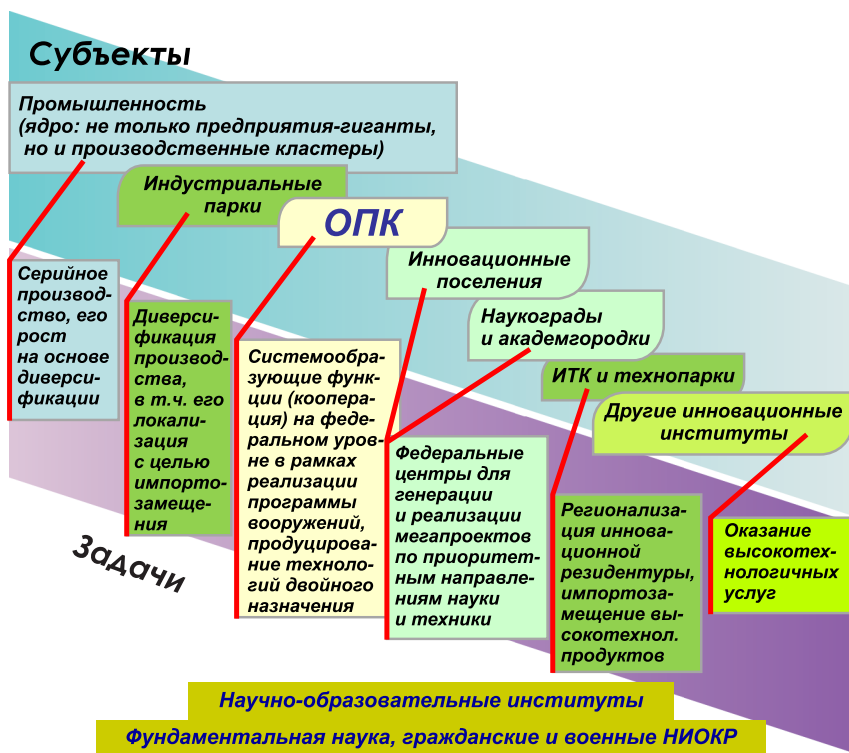 Субъекты
Промышленность
(ядро: не только предприятия-гиганты,
но и производственные кластеры)
Индустриальные
парки
ОПК
Инновационные
поселения
Наукограды
и академгородки
ИТК и технопарки
Другие инновационные
институты
Серийное
производ-
ство, его
рост
на основе
диверси-
фикации
Диверси-
фикация
производ-
ства,
в т.ч. его
локали-
зация
с целью
импорто-
замеще-
ния
Системообра-
зующие функ-
ции (коопера-
ция) на феде-
ральном уров-
не в рамках
реализации
программы
вооружений,
продуцирова-
ние техноло-
гий двойного
назначения
Федеральные
центры для
генерации
и реализации
мегапроектов
по приоритет-
ным направле-
ниям науки
и техники
Регионализа-
ция инно-
вационной
резидентуры,
импортоза-
мещение вы-
сокотехнол.
продуктов
Оказание
высокотех-
нологичных
услуг
Задачи
Научно-образовательные институты
Фундаментальная наука, гражданские и военные НИОКР